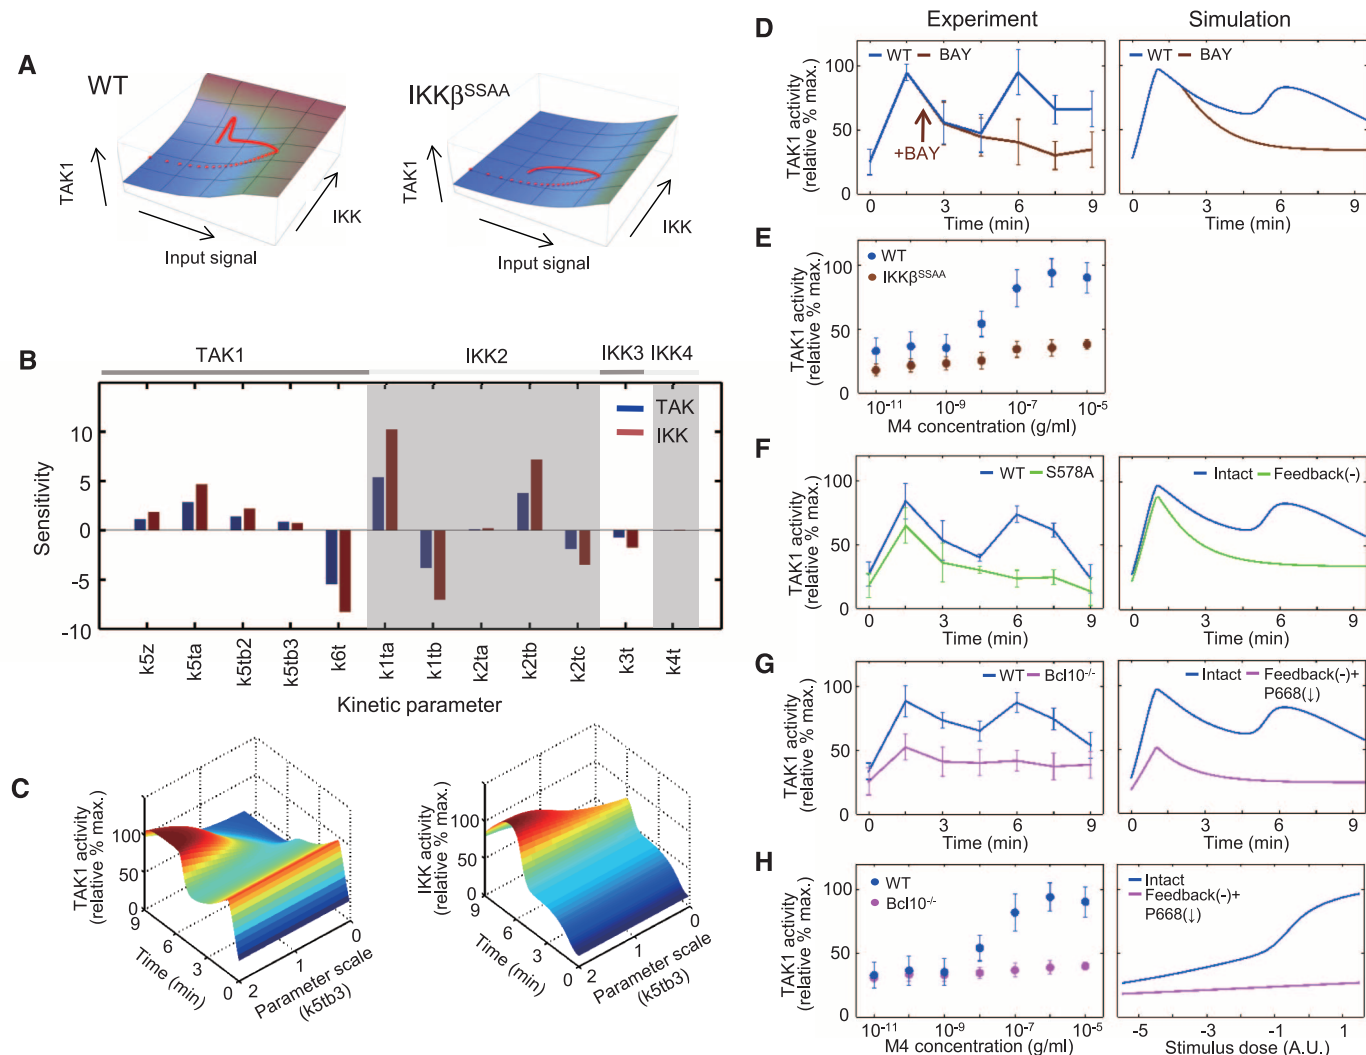 A
WT
IKKβSSAA
TAK1
Input signal
IKK
TAK1
Input signal
IKK
B
TAK1
IKK2
IKK3
IKK4
Sensitivity
10
5
0
-5
-10
TAK
IKK
k5z
k5ta
k5tb2
k5tb3
k6t
k1ta
k1tb
k2ta
k2tb
k2tc
k3t
k4t
Kinetic parameter
C
TAK1 activity
(relative % max.)
100
50
0
9
6
3
0
Time (min)
2
1
0
Parameter scale
(k5tb3)
IKK activity
(relative % max.)
100
50
0
9
6
3
0
Time (min)
2
1
0
Parameter scale
(k5tb3)
Experiment
Simulation
D
TAK1 activity
(relative % max.)
100
50
0
WT
BAY
+BAY
0 3 6 9
Time (min)
WT
BAY
0 3 6 9
Time (min)
E
TAK1 activity
(relative % max.)
100
50
0
WT
IKKβSSAA
10-11 10-9 10-7 10-5
M4 concentration (g/ml)
F
TAK1 activity
(relative % max.)
100
50
0
WT
S578A
0 3 6 9
Time (min)
Intact
Feedback(-)
0 3 6 9
Time (min)
G
TAK1 activity
(relative % max.)
100
50
0
WT
Bcl10-/-
0 3 6 9
Time (min)
Intact
Feedback(-)+
P668(↓)
0 3 6 9
Time (min)
H
TAK1 activity
(relative % max.)
100
50
0
WT
Bcl10-/-
10-11 10-9 10-7 10-5
M4 concentration (g/ml)
Intact
Feedback(-)+
P668(↓)
-5 -3 -1 1
Stimulus dose (A.U.)